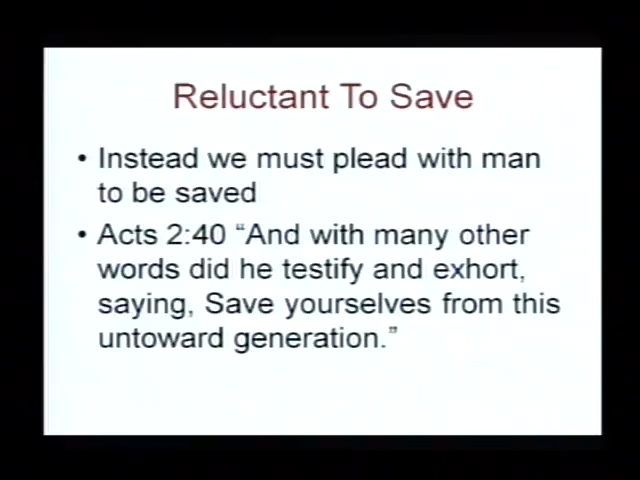 Reluctant To Save
• Instead we must plead with man
to be saved
• Acts 2:40 “And with many other
words did he testify and exhort,
saying, Save yourselves from this
untoward generation.”